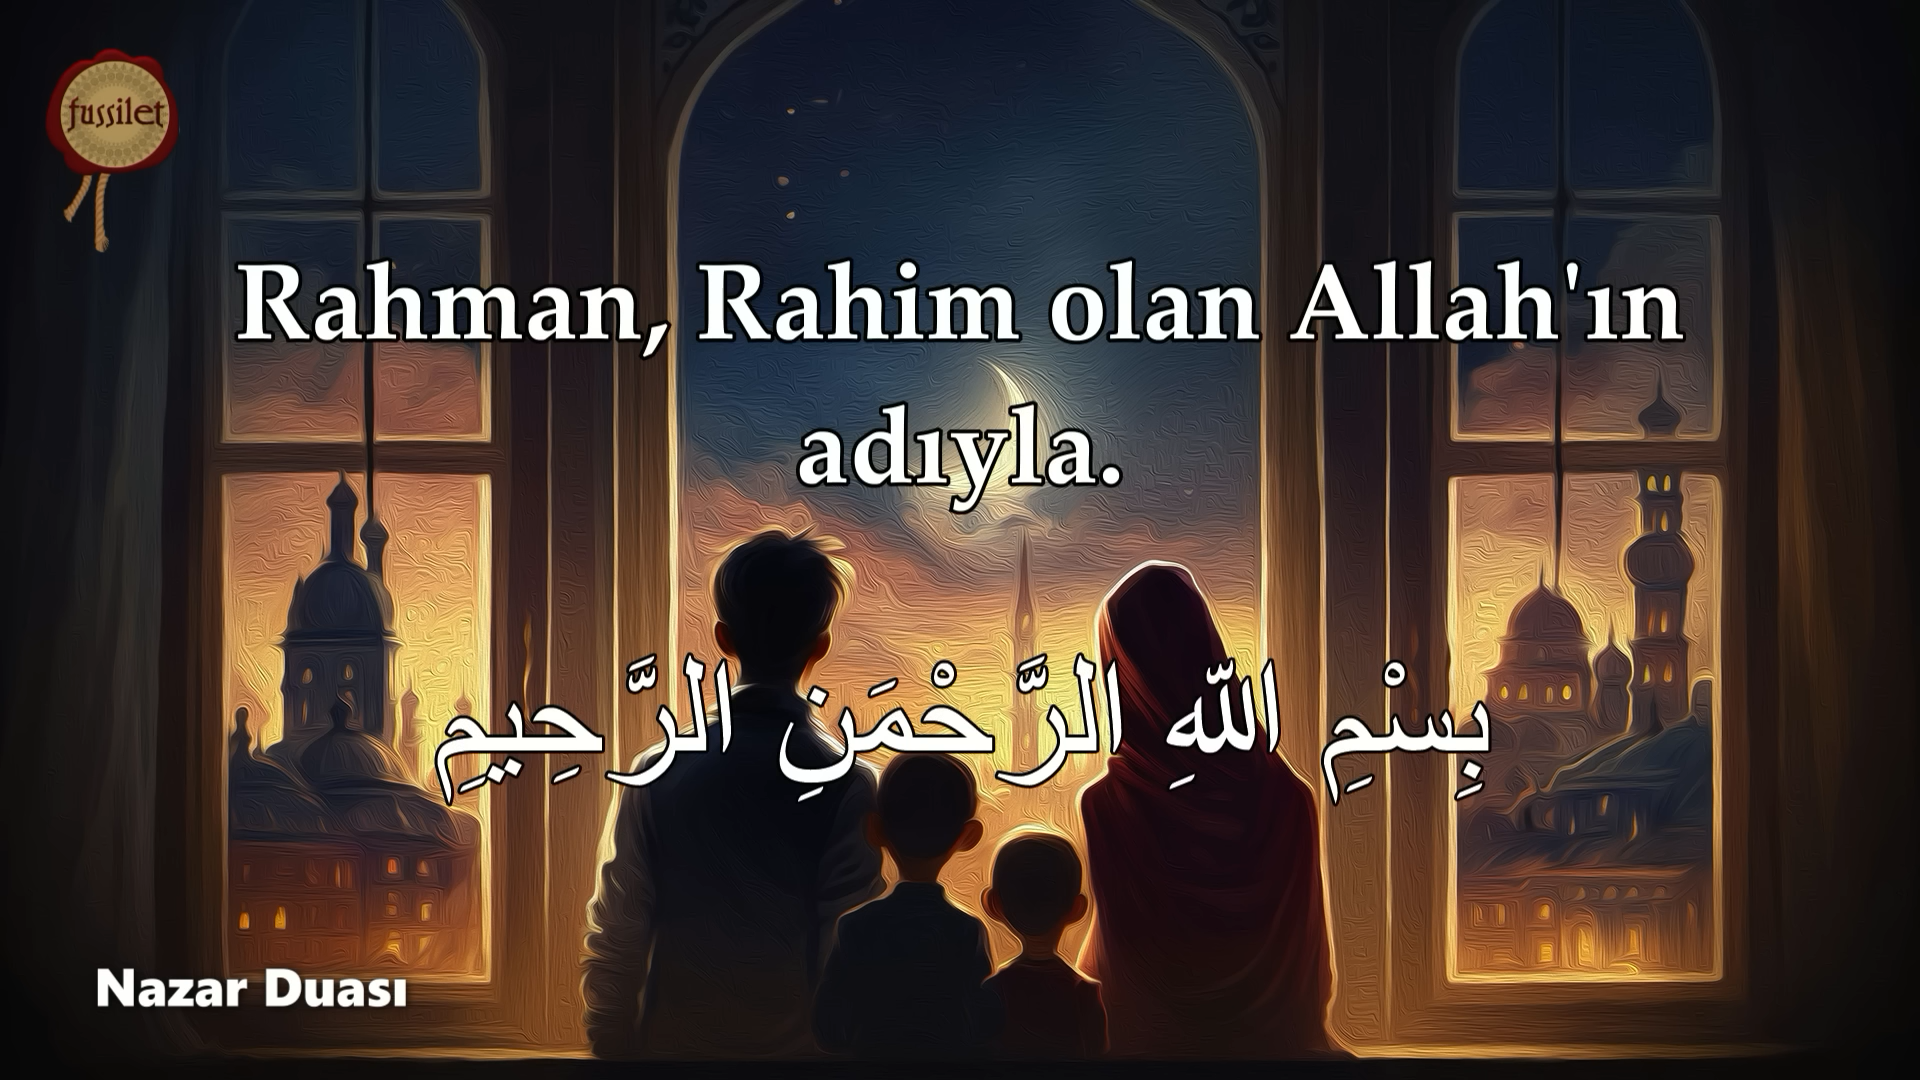 fussilet
Rahman, Rahim olan Allah'ın
adıyla.
بِسْمِ اللّهِ الرَّحْمَنِ الرَّحِيمِ
Nazar Duası